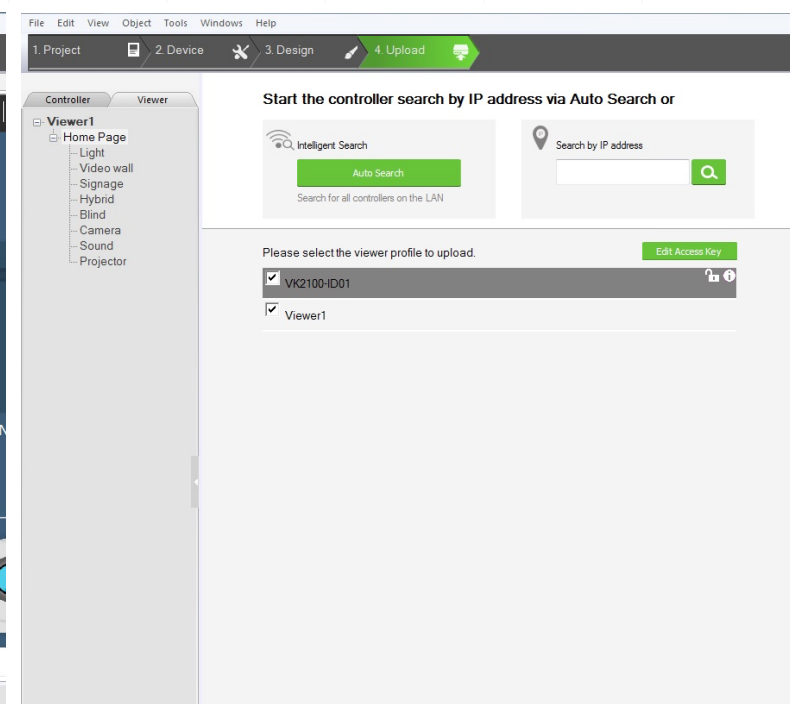 File Edit View Object Tools Windows Help
1. Project 2. Device 3. Design 4. Upload
Controller Viewer
Viewer1
Home Page
Light
Video wall
Signage
Hybrid
Blind
Camera
Sound
Projector
Start the controller search by IP address via Auto Search or
Intelligent Search
Auto Search
Search for all controllers on the LAN
Search by IP address
Please select the viewer profile to upload.
Edit Access Key
VK2100-ID01
Viewer1